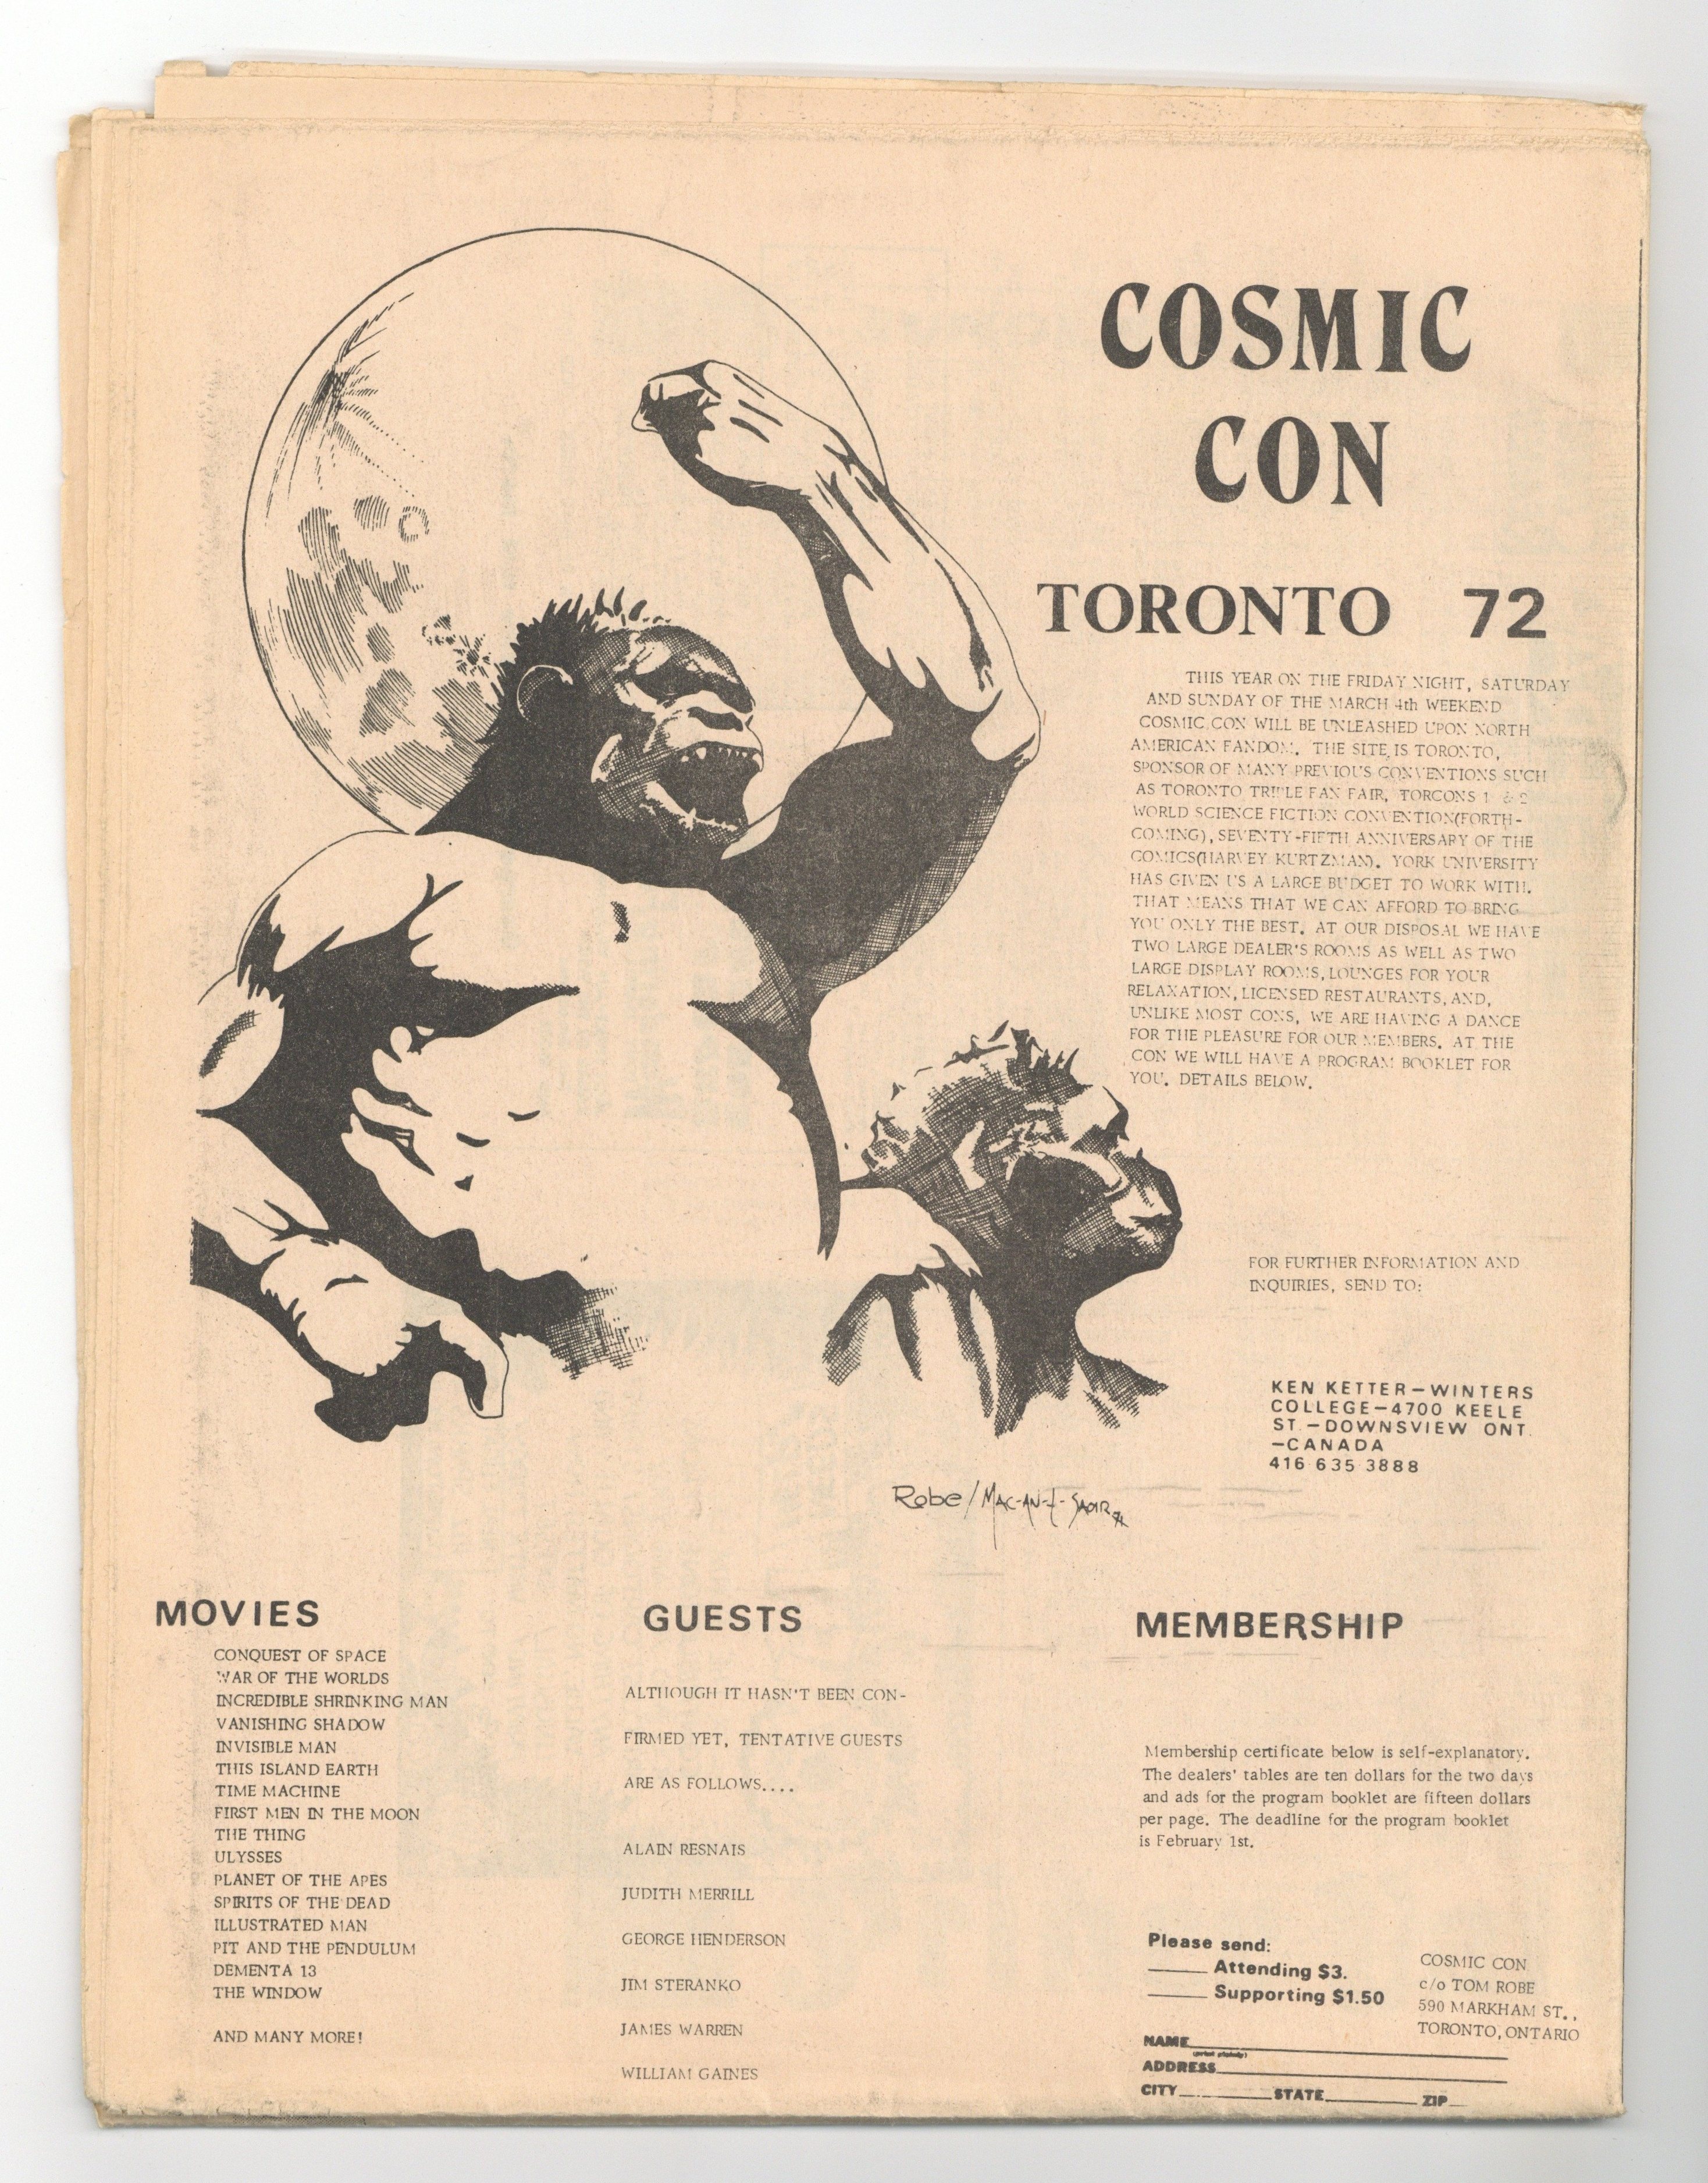 COSMIC
CON
TORONTO 72
THIS YEAR ON THE FRIDAY NIGHT, SATURDAY
AND SUNDAY OF THE MARCH 4th WEEKEND
COSMIC CON WILL BE UNLEASHED UPON NORTH
AMERICAN FANDOM. THE SITE IS TORONTO,
SPONSOR OF MANY PREVIOUS CONVENTIONS SUCH
AS TORONTO TRIPLE FAN FAIR, TORCONS 1 & 2
WORLD SCIENCE FICTION CONVENTION(FORTH-
COMING), SEVENTY-FIFTH ANNIVERSARY OF THE
COMICS(HARVEY KURTZMAN). YORK UNIVERSITY
HAS GIVEN US A LARGE BUDGET TO WORK WITH.
THAT MEANS THAT WE CAN AFFORD TO BRING
YOU ONLY THE BEST. AT OUR DISPOSAL WE HAVE
TWO LARGE DEALER'S ROOMS AS WELL AS TWO
LARGE DISPLAY ROOMS, LOUNGES FOR YOUR
RELAXATION, LICENSED RESTAURANTS, AND,
UNLIKE MOST CONS, WE ARE HAVING A DANCE
FOR THE PLEASURE FOR OUR MEMBERS. AT THE
CON WE WILL HAVE A PROGRAM BOOKLET FOR
YOU. DETAILS BELOW.
FOR FURTHER INFORMATION AND
INQUIRIES, SEND TO:
KEN KETTER-WINTERS
COLLEGE-4700 KEELE
ST.-DOWNSVIEW ONT.
-CANADA
416 635 3888
Robe/MAC-AN-T-SAOIR 71
MOVIES
CONQUEST OF SPACE
WAR OF THE WORLDS
INCREDIBLE SHRINKING MAN
VANISHING SHADOW
INVISIBLE MAN
THIS ISLAND EARTH
TIME MACHINE
FIRST MEN IN THE MOON
THE THING
ULYSSES
PLANET OF THE APES
SPIRITS OF THE DEAD
ILLUSTRATED MAN
PIT AND THE PENDULUM
DEMENTA 13
THE WINDOW
AND MANY MORE!
GUESTS
ALTHOUGH IT HASN'T BEEN CON-
FIRMED YET, TENTATIVE GUESTS
ARE AS FOLLOWS....
ALAIN RESNAIS
JUDITH MERRILL
GEORGE HENDERSON
JIM STERANKO
JAMES WARREN
WILLIAM GAINES
MEMBERSHIP
Membership certificate below is self-explanatory.
The dealers' tables are ten dollars for the two days
and ads for the program booklet are fifteen dollars
per page. The deadline for the program booklet
is February 1st.
Please send:
Attending $3.
Supporting $1.50
COSMIC CON
c/o TOM ROBE
590 MARKHAM ST.,
TORONTO, ONTARIO
NAME
(print plainly)
ADDRESS
CITY STATE ZIP